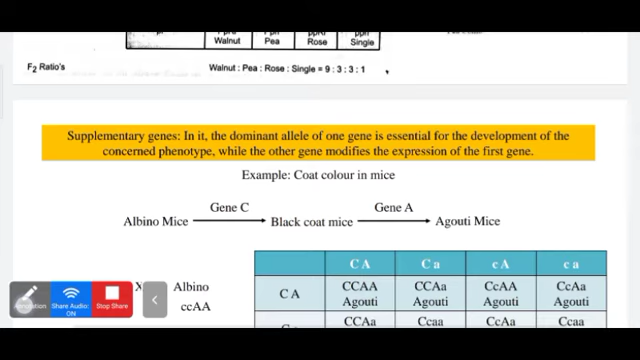 Walnut Pea Rose Single
F2 Ratio's Walnut : Pea : Rose : Single = 9 : 3 : 3 : 1
Supplementary genes: In it, the dominant allele of one gene is essential for the development of the
concerned phenotype, while the other gene modifies the expression of the first gene.
Example: Coat colour in mice
Gene C Gene A
Albino Mice Black coat mice Agouti Mice
C A C a c A c a
X Albino
ccAA
C A CCAA CCAa CcAA CcAa
Agouti Agouti Agouti Agouti
CCAa Ccaa CcAa Ccaa
Share Audio: ON
Stop Share